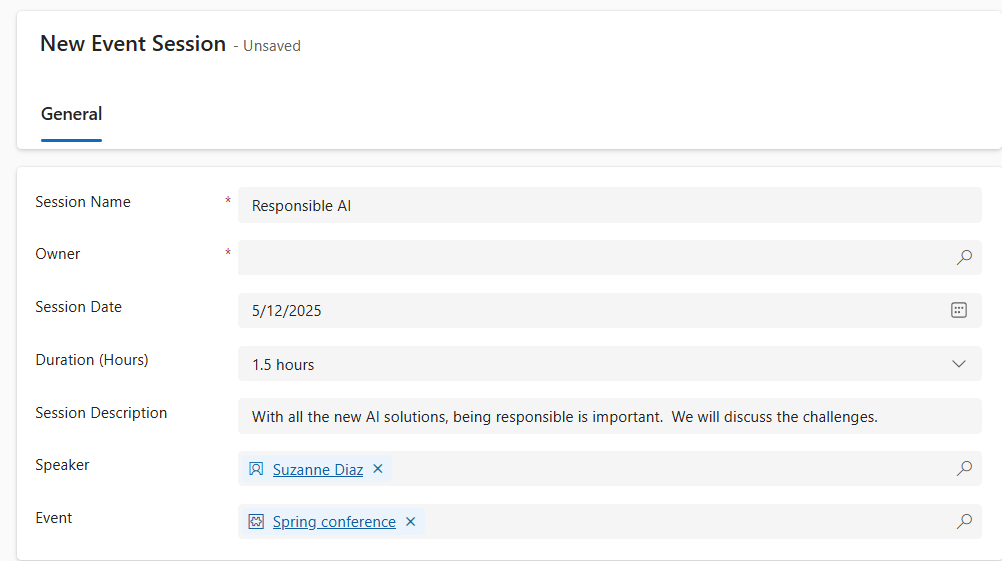 New Event Session - Unsaved
General
Session Name * Responsible AI
Owner *
Session Date 5/12/2025
Duration (Hours) 1.5 hours
Session Description With all the new AI solutions, being responsible is important.  We will discuss the challenges.
Speaker Suzanne Diaz ×
Event Spring conference ×